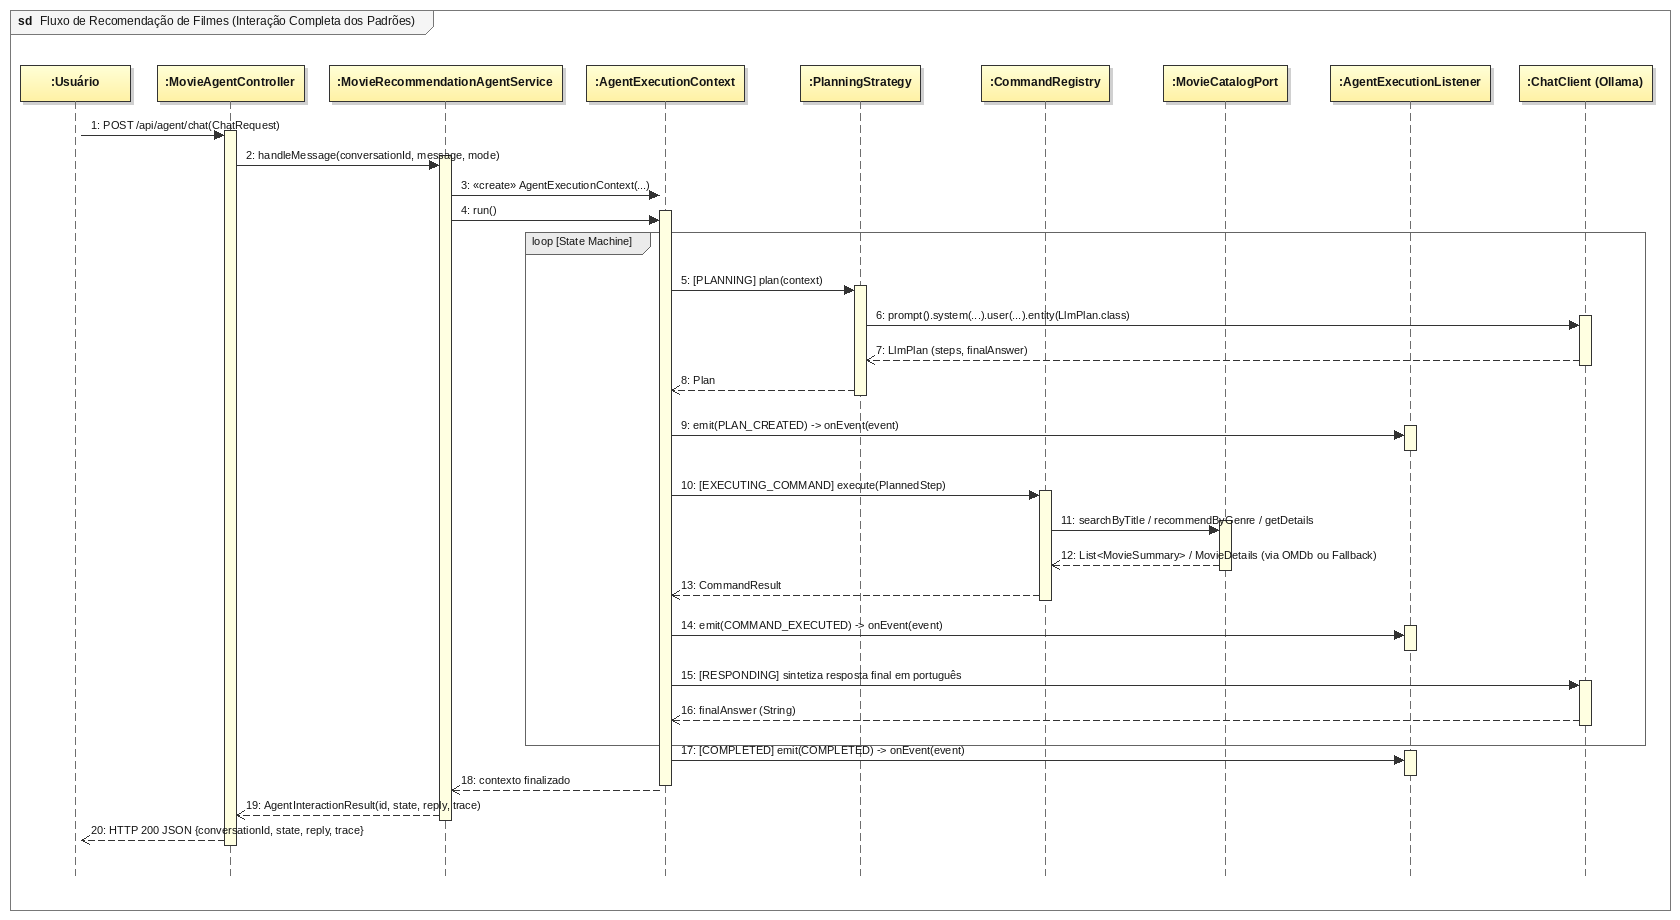 sd Fluxo de Recomendação de Filmes (Interação Completa dos Padrões)
:Usuário
:MovieAgentController
:MovieRecommendationAgentService
:AgentExecutionContext
:PlanningStrategy
:CommandRegistry
:MovieCatalogPort
:AgentExecutionListener
:ChatClient (Ollama)
1: POST /api/agent/chat(ChatRequest)
2: handleMessage(conversationId, message, mode)
3: «create» AgentExecutionContext(...)
4: run()
loop [State Machine]
5: [PLANNING] plan(context)
6: prompt().system(...).user(...).entity(LlmPlan.class)
7: LlmPlan (steps, finalAnswer)
8: Plan
9: emit(PLAN_CREATED) -> onEvent(event)
10: [EXECUTING_COMMAND] execute(PlannedStep)
11: searchByTitle / recommendByGenre / getDetails
12: List<MovieSummary> / MovieDetails (via OMDb ou Fallback)
13: CommandResult
14: emit(COMMAND_EXECUTED) -> onEvent(event)
15: [RESPONDING] sintetiza resposta final em português
16: finalAnswer (String)
17: [COMPLETED] emit(COMPLETED) -> onEvent(event)
18: contexto finalizado
19: AgentInteractionResult(id, state, reply, trace)
20: HTTP 200 JSON {conversationId, state, reply, trace}